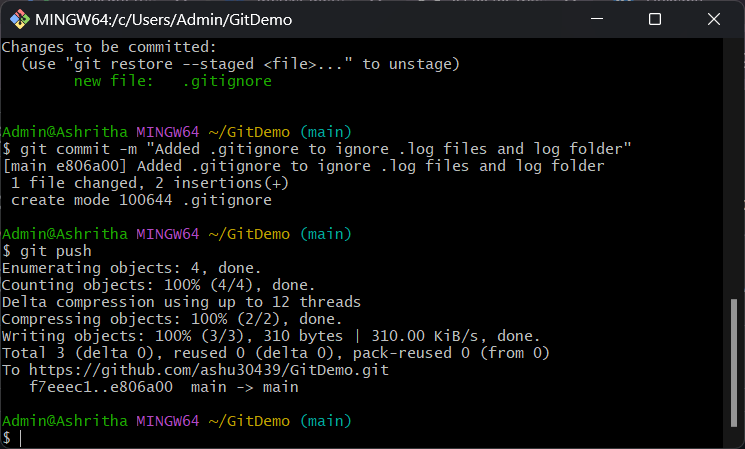 MINGW64:/c/Users/Admin/GitDemo
Changes to be committed:
  (use "git restore --staged <file>..." to unstage)
        new file:   .gitignore
Admin@Ashritha MINGW64 ~/GitDemo (main)
$ git commit -m "Added .gitignore to ignore .log files and log folder"
[main e806a00] Added .gitignore to ignore .log files and log folder
 1 file changed, 2 insertions(+)
 create mode 100644 .gitignore
Admin@Ashritha MINGW64 ~/GitDemo (main)
$ git push
Enumerating objects: 4, done.
Counting objects: 100% (4/4), done.
Delta compression using up to 12 threads
Compressing objects: 100% (2/2), done.
Writing objects: 100% (3/3), 310 bytes | 310.00 KiB/s, done.
Total 3 (delta 0), reused 0 (delta 0), pack-reused 0 (from 0)
To https://github.com/ashu30439/GitDemo.git
   f7eeec1..e806a00  main -> main
Admin@Ashritha MINGW64 ~/GitDemo (main)
$